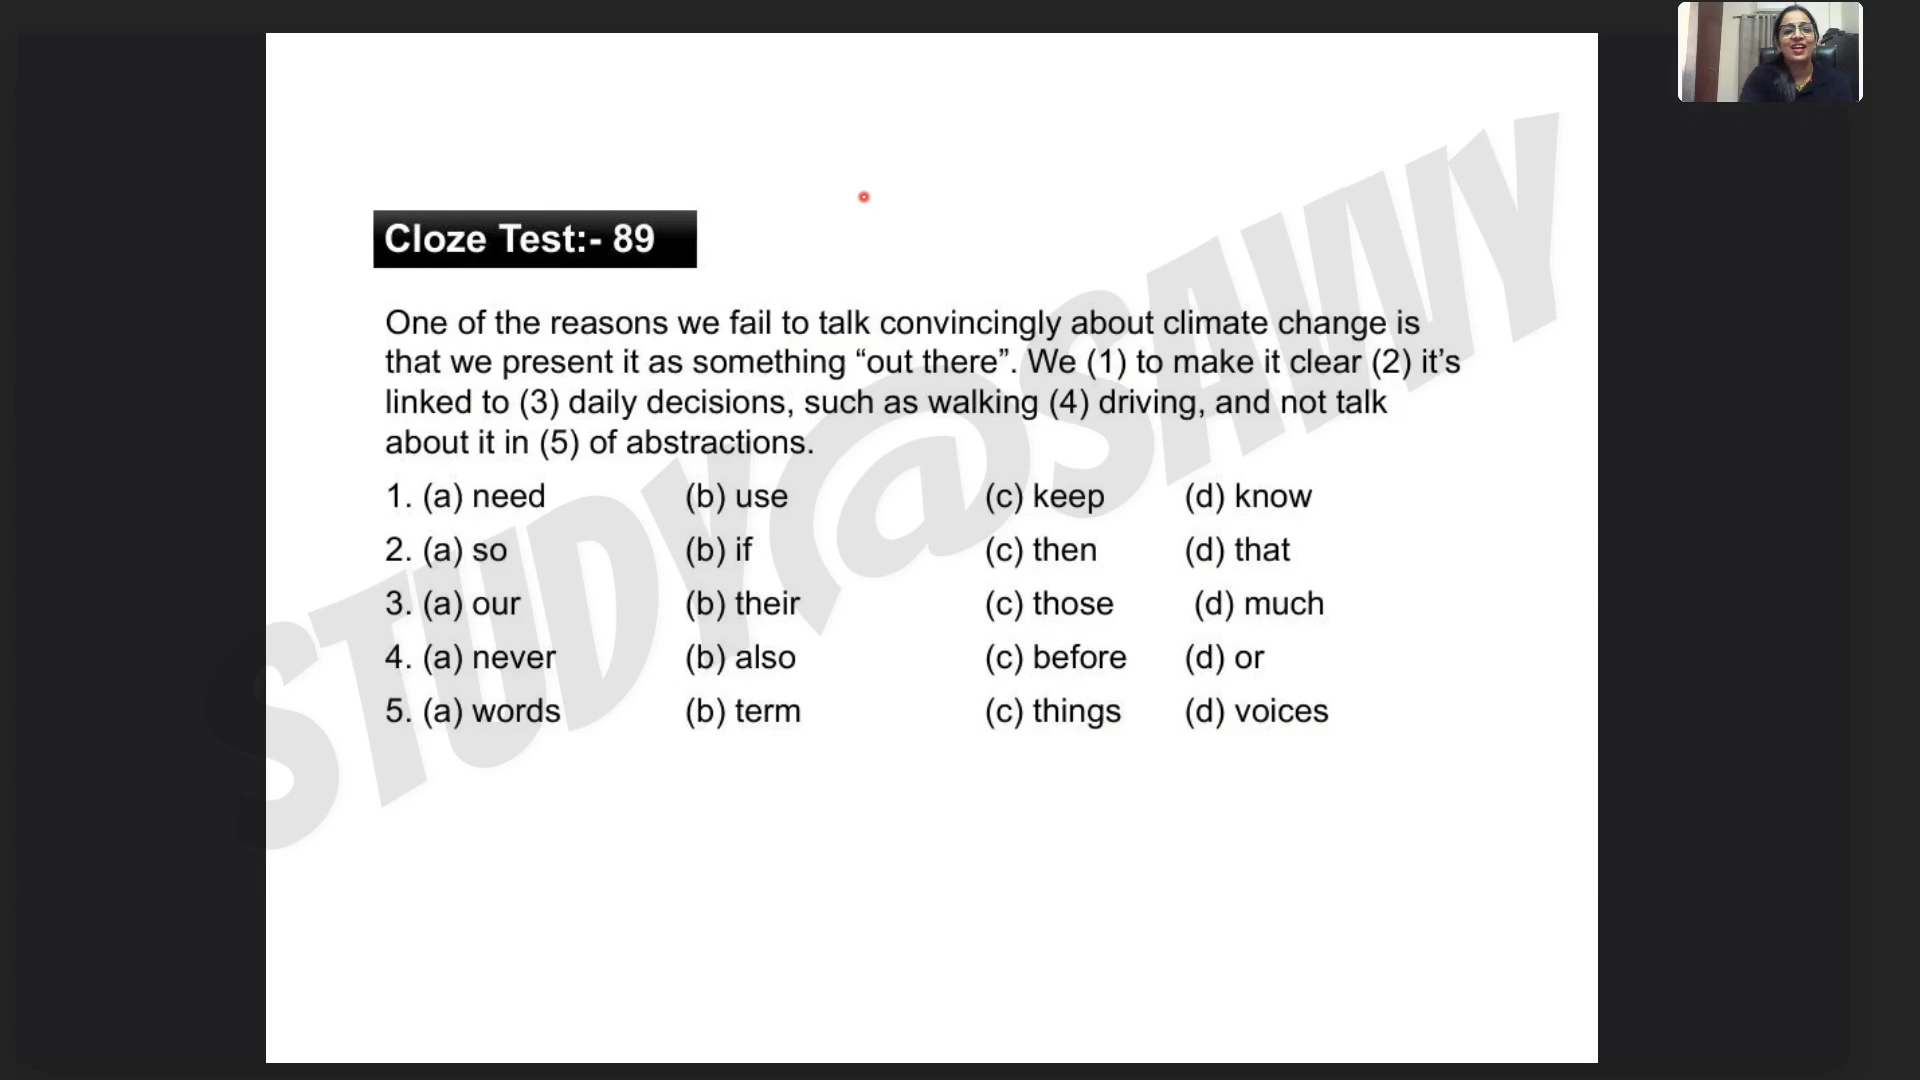 Cloze Test:- 89
One of the reasons we fail to talk convincingly about climate change is
that we present it as something “out there”. We (1) to make it clear (2) it’s
linked to (3) daily decisions, such as walking (4) driving, and not talk
about it in (5) of abstractions.
1. (a) need (b) use (c) keep (d) know
2. (a) so (b) if (c) then (d) that
3. (a) our (b) their (c) those (d) much
4. (a) never (b) also (c) before (d) or
5. (a) words (b) term (c) things (d) voices
STUDY@SAVVY